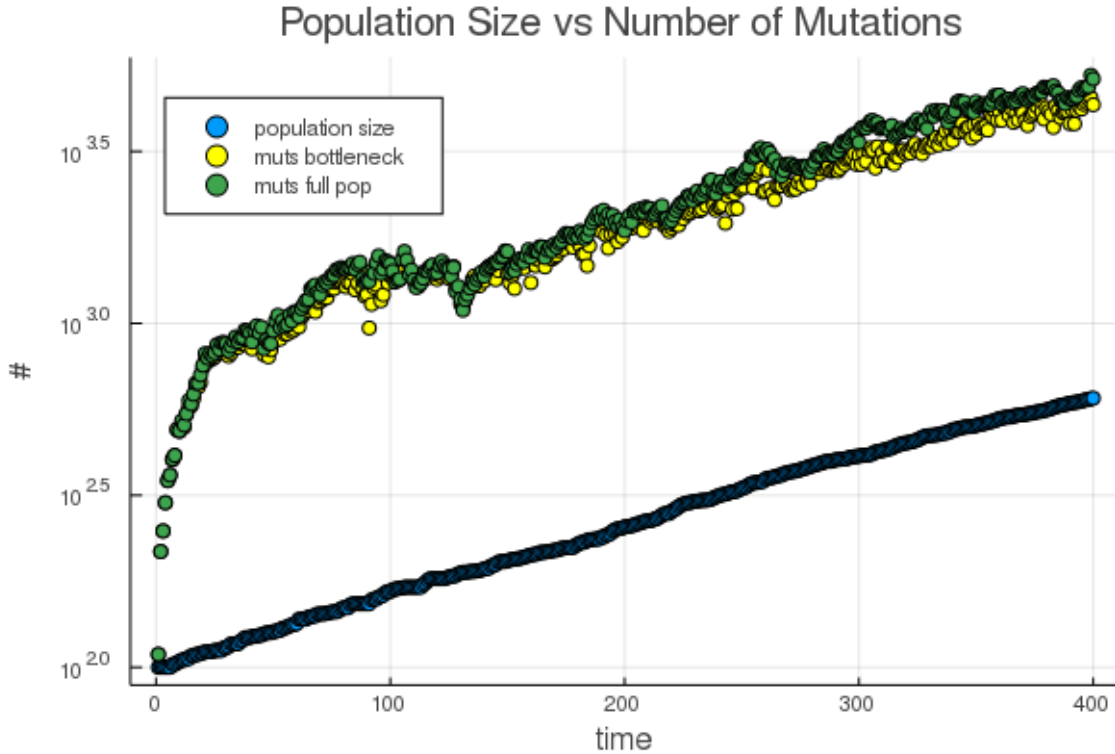 Population Size vs Number of Mutations
population size
muts bottleneck
muts full pop
10^3.5
10^3.0
10^2.5
10^2.0
#
0 100 200 300 400
time